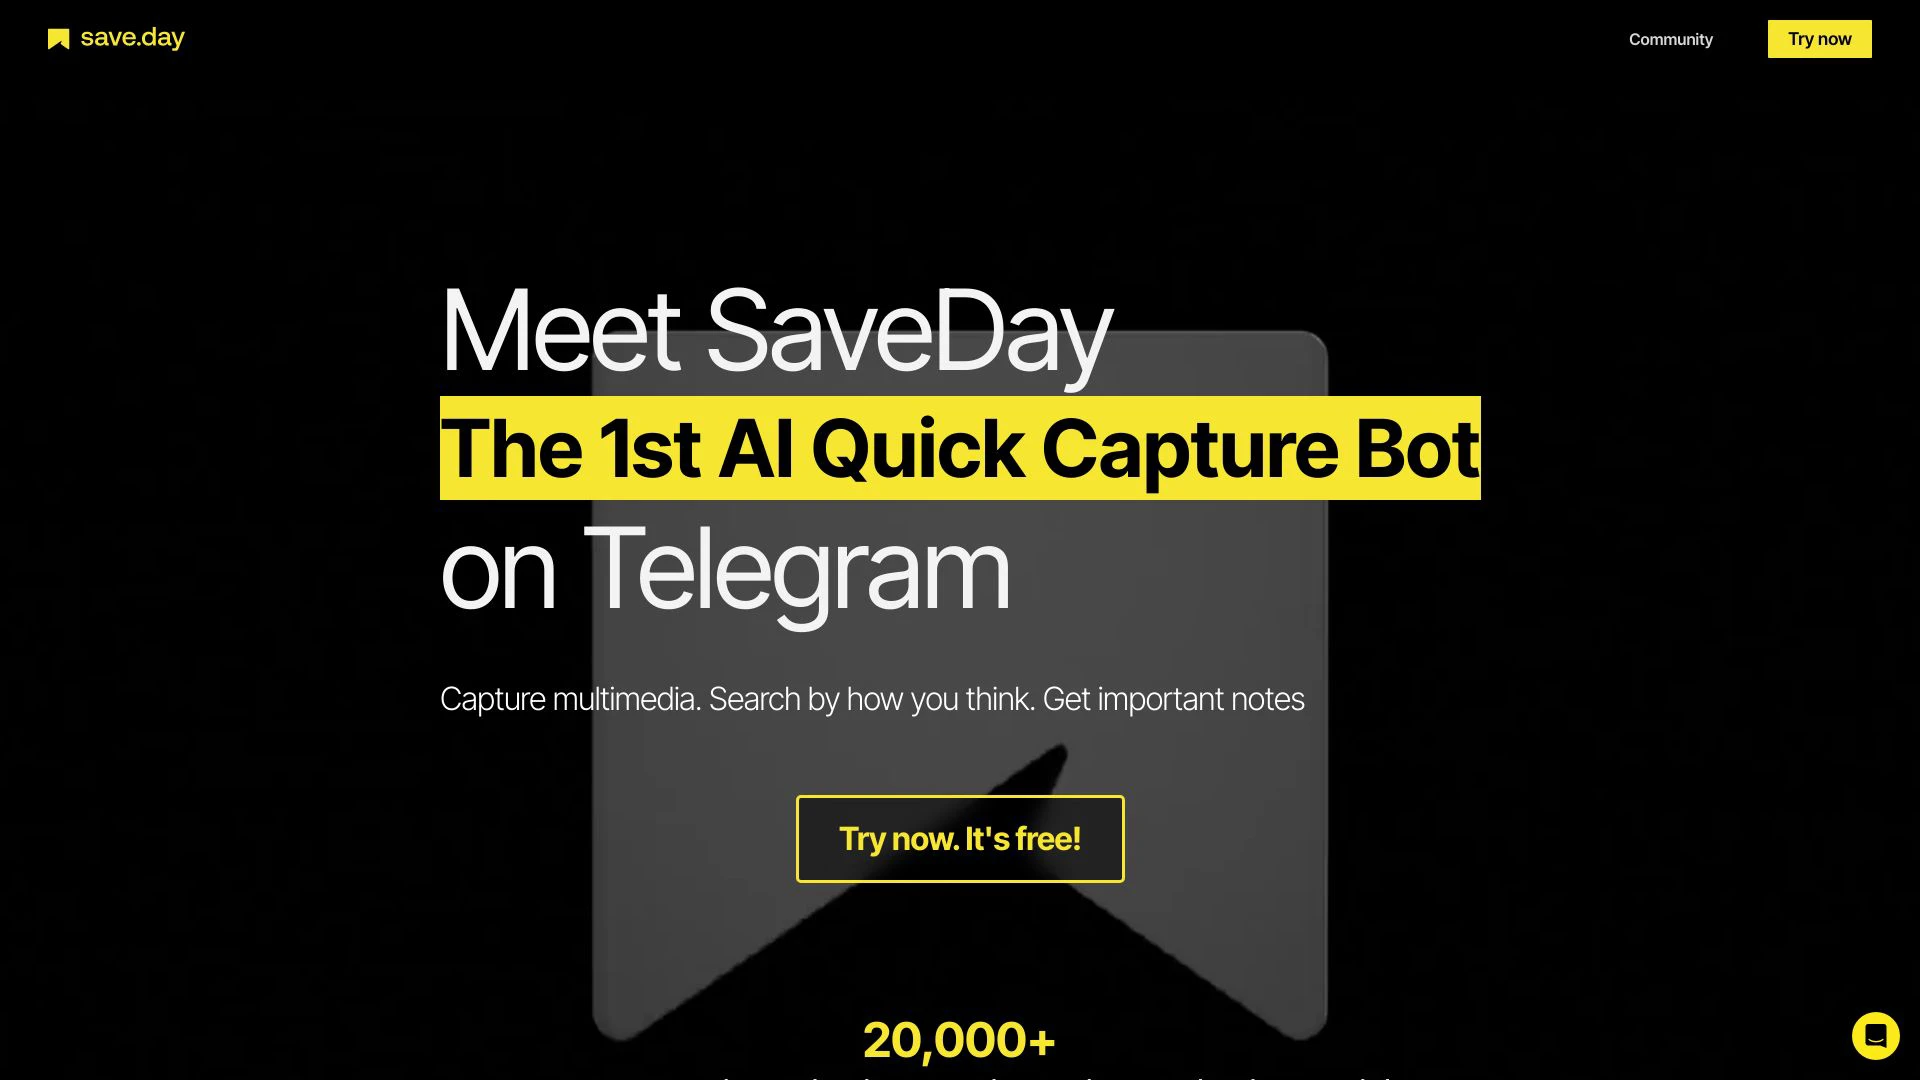 save.day
Community
Try now
Meet SaveDay
The 1st AI Quick Capture Bot
on Telegram
Capture multimedia. Search by how you think. Get important notes
Try now. It's free!
20,000+